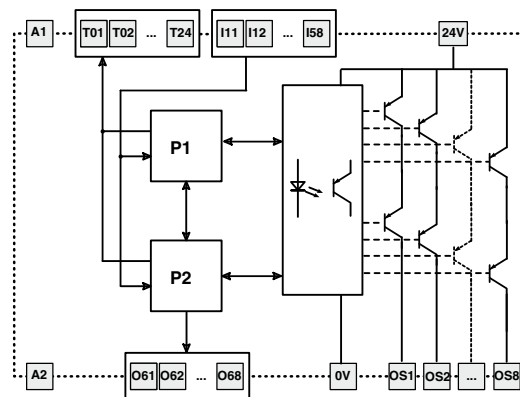 A1 T01 T02 ... T24 I11 I12 ... I58 24V
P1
P2
A2 O61 O62 ... O68 0V OS1 OS2 ... OS8